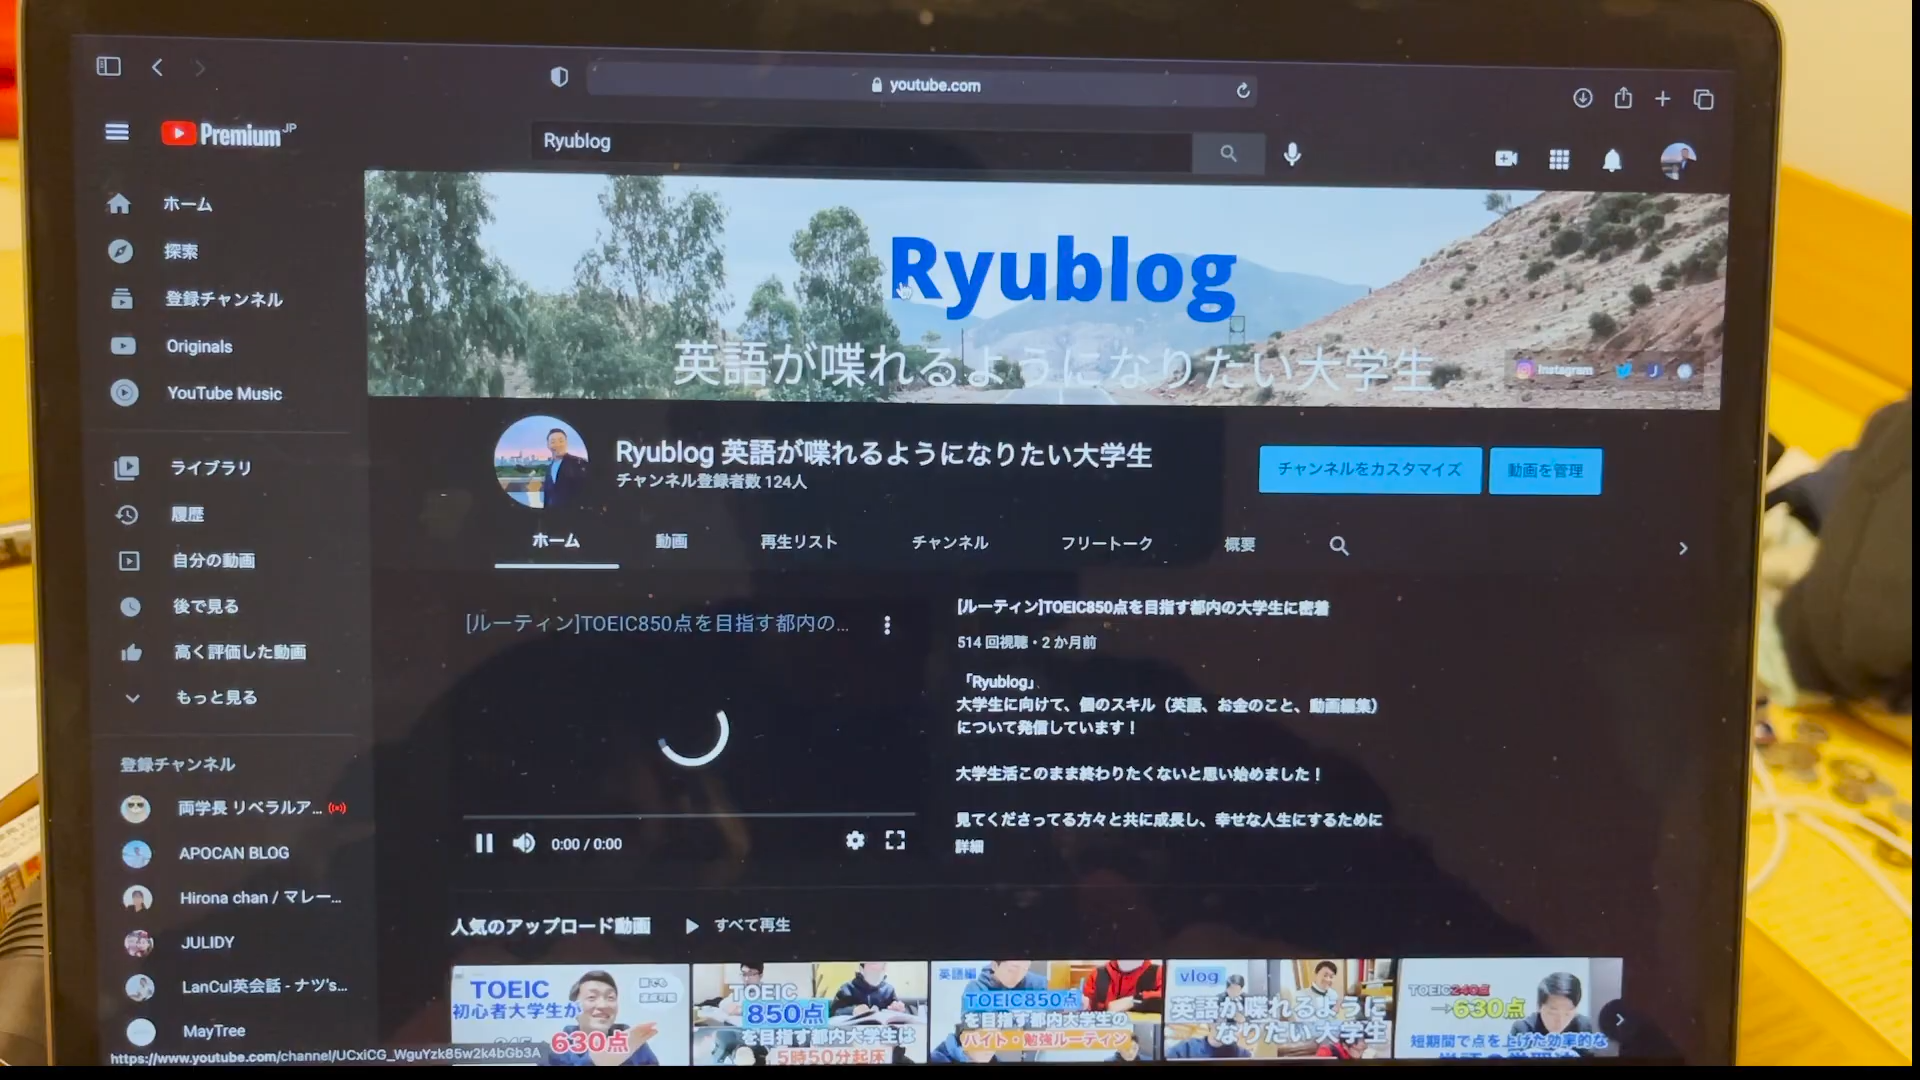 youtube.com
Premium JP
Ryublog
ホーム
探索
登録チャンネル
Originals
YouTube Music
ライブラリ
履歴
自分の動画
後で見る
高く評価した動画
もっと見る
登録チャンネル
両学長 リベラルア...
APOCAN BLOG
Hirona chan / マレー...
JULIDY
LanCul英会話 - ナツ's...
MayTree
https://www.youtube.com/channel/UCxiCG_WguYzk85w2k4bGb3A
Ryublog
英語が喋れるようになりたい大学生
Instagram
Ryublog 英語が喋れるようになりたい大学生
チャンネル登録者数 124人
チャンネルをカスタマイズ
動画を管理
ホーム 動画 再生リスト チャンネル フリートーク 概要
[ルーティン]TOEIC850点を目指す都内の...
0:00 / 0:00
[ルーティン]TOEIC850点を目指す都内の大学生に密着
514 回視聴・2 か月前
「Ryublog」
大学生に向けて、個のスキル（英語、お金のこと、動画編集）
について発信しています！
大学生活このまま終わりたくないと思い始めました！
見てくださってる方々と共に成長し、幸せな人生にするために
詳細
人気のアップロード動画 すべて再生
TOEIC
初心者大学生が
630点
TOEIC
850点
を目指す都内大学生は
5時50分起床
英語編
TOEIC850点
を目指す都内大学生の
バイト・勉強ルーティン
vlog
英語が喋れるように
なりたい大学生
TOEIC240点
→630点
短期間で点を上げた効率的な